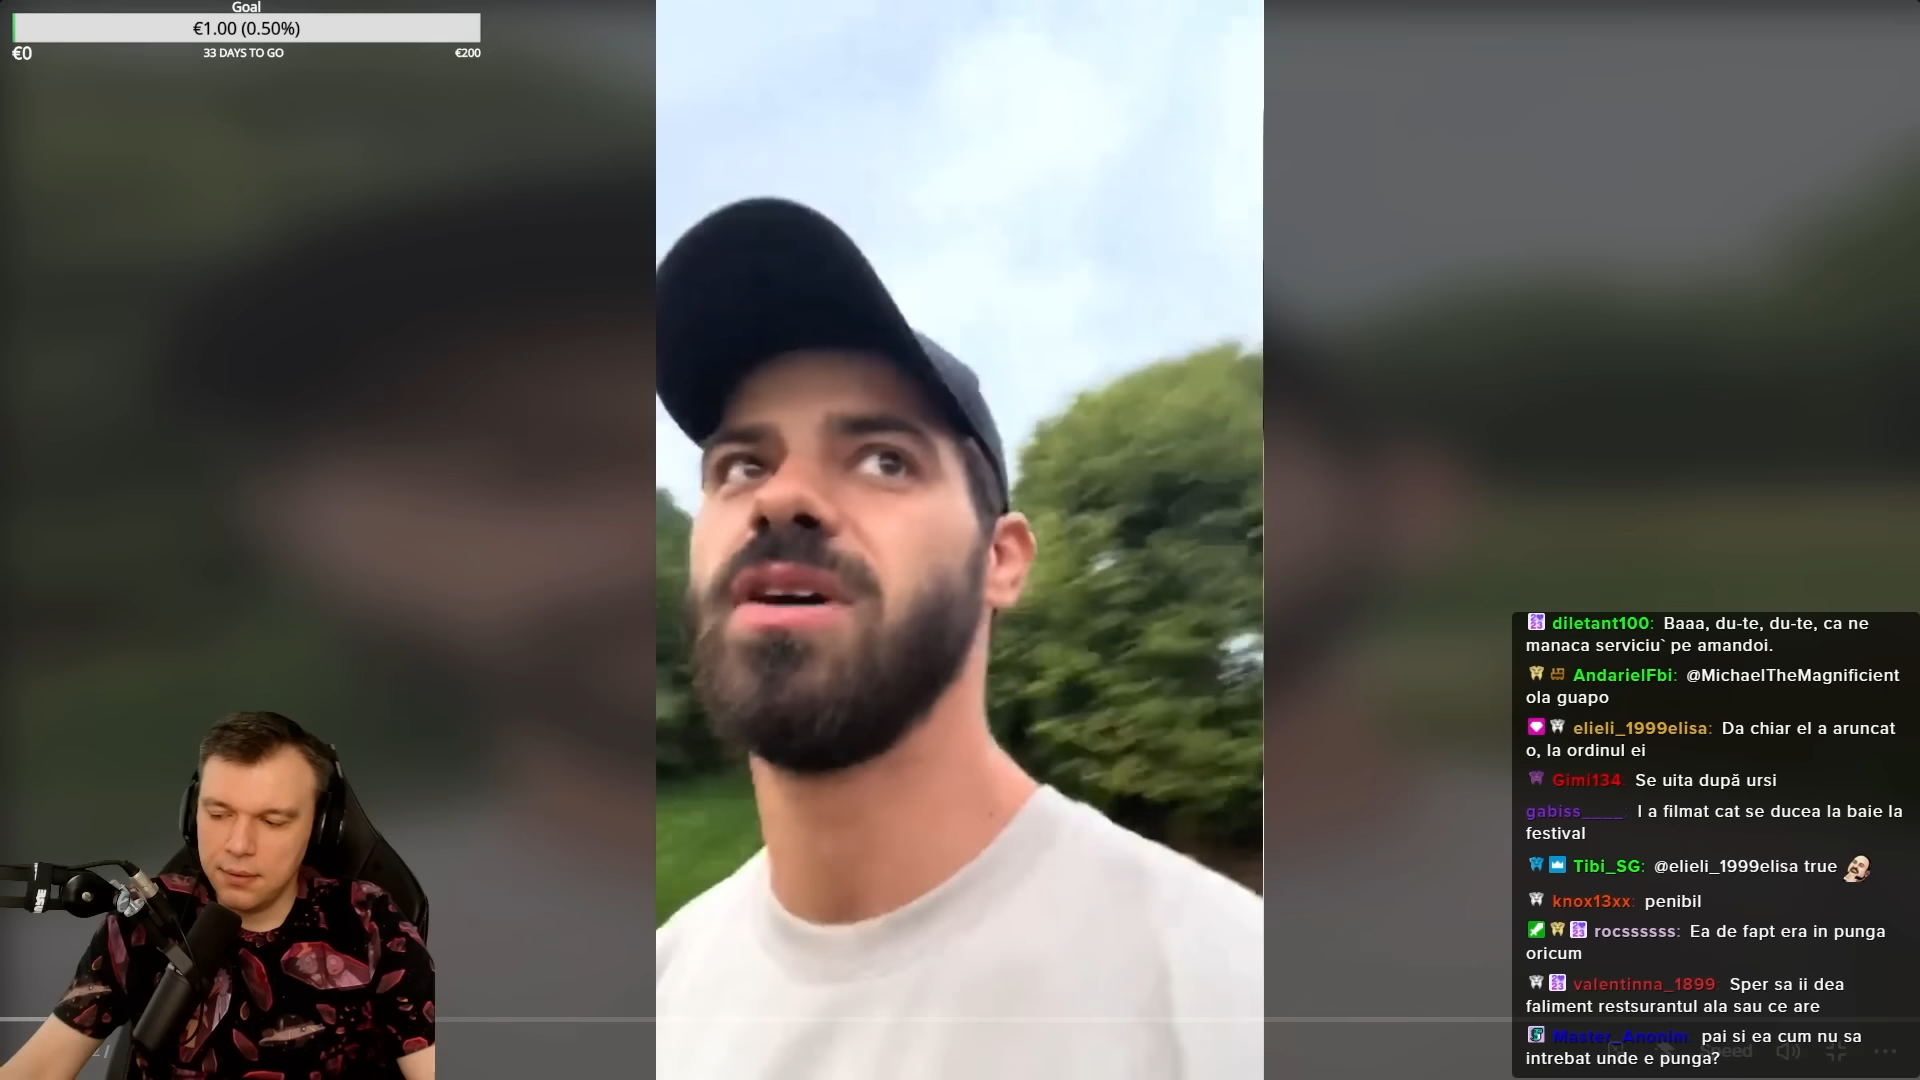 Goal
€1.00 (0.50%)
€0
33 DAYS TO GO
€200
diletant100: Baaa, du-te, du-te, ca ne
manaca serviciu` pe amandoi.
AndarielFbi: @MichaelTheMagnificient
ola guapo
elieli_1999elisa: Da chiar el a aruncat
o, la ordinul ei
Gimi134: Se uita după ursi
gabiss____: I a filmat cat se ducea la baie la
festival
Tibi_SG: @elieli_1999elisa true
knox13xx: penibil
rocssssss: Ea de fapt era in punga
oricum
valentinna_1899: Sper sa ii dea
faliment restsurantul ala sau ce are
Master_Anonim: pai si ea cum nu sa
intrebat unde e punga?
Speed